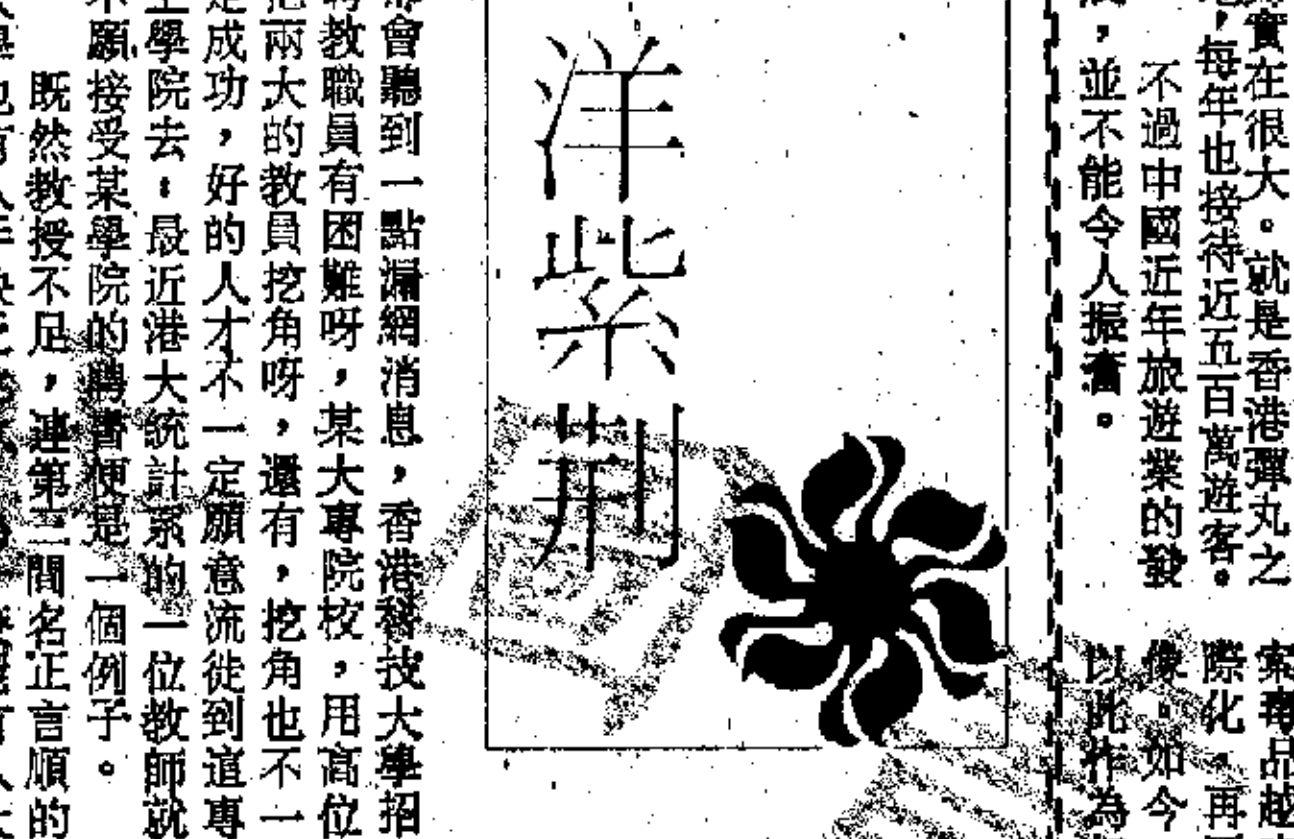 實在很大。就是香港彈丸之
，每年也接待近五百萬遊客。
不過中國近年旅遊業的發
，並不能令人振奮。
索毒品越
際化。再
像。如今
以此作為
洋紫荊
會聽到一點漏網消息，香港科技大學招
教職員有困難呀，某大專院校，用高位
把兩大的教員挖角呀，還有，挖角也不一
定成功，好的人才不一定願意流徙到這專
上學院去；最近港大統計系的一位教師就
不願接受某學院的聘書便是一個例子。
既然教授不足，連第三間名正言順的